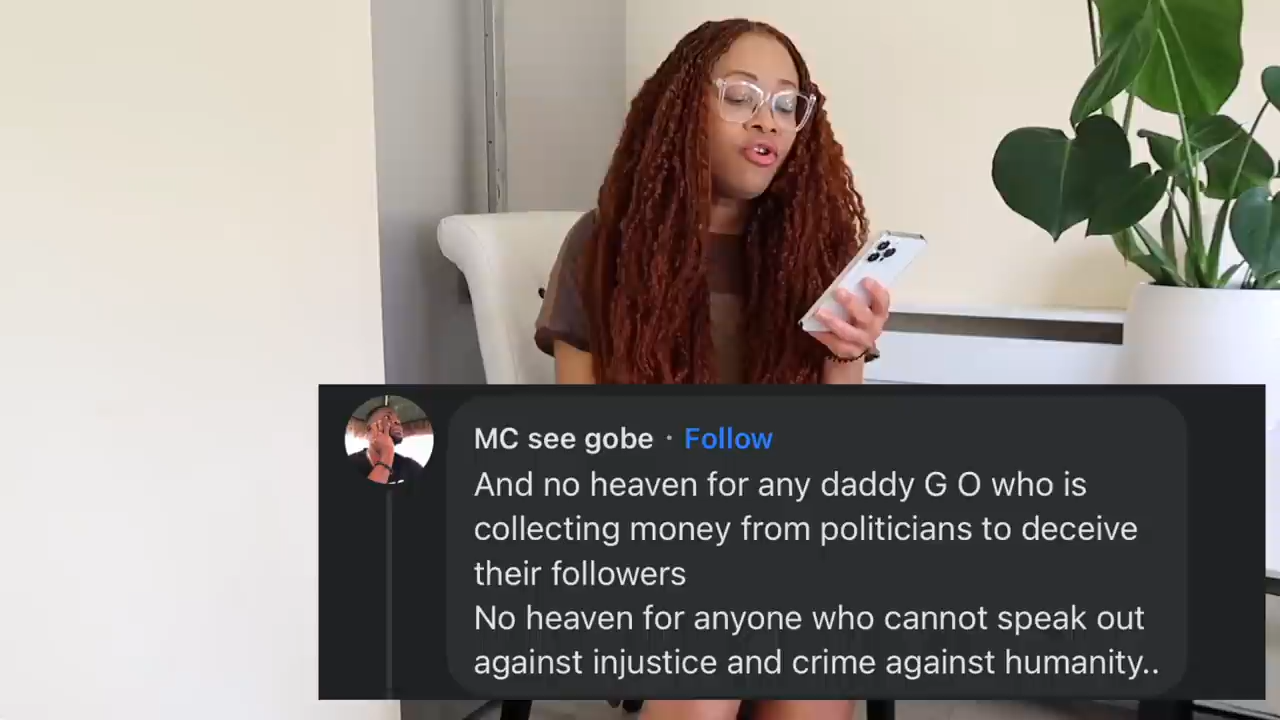 MC see gobe · Follow
And no heaven for any daddy G O who is
collecting money from politicians to deceive
their followers
No heaven for anyone who cannot speak out
against injustice and crime against humanity..